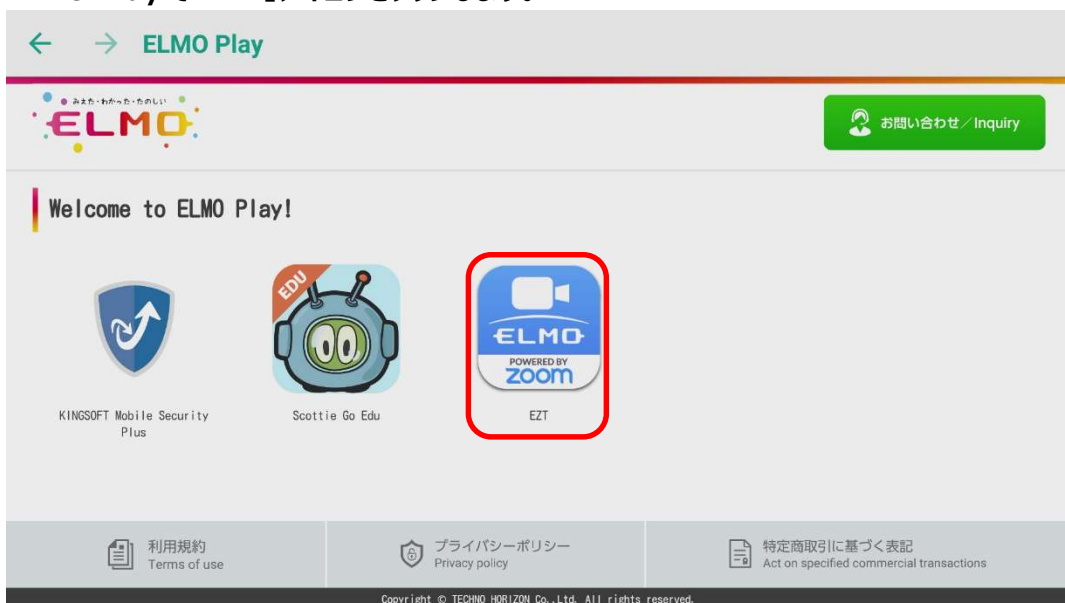 ELMO Play
みえた・わかった・たのしい
ELMO
お問い合わせ／Inquiry
Welcome to ELMO Play!
EDU
ELMO
POWERED BY
zoom
KINGSOFT Mobile Security
Plus
Scottie Go Edu
EZT
利用規約
Terms of use
プライバシーポリシー
Privacy policy
特定商取引に基づく表記
Act on specified commercial transactions
Copyright © TECHNO HORIZON Co.,Ltd. All rights reserved.